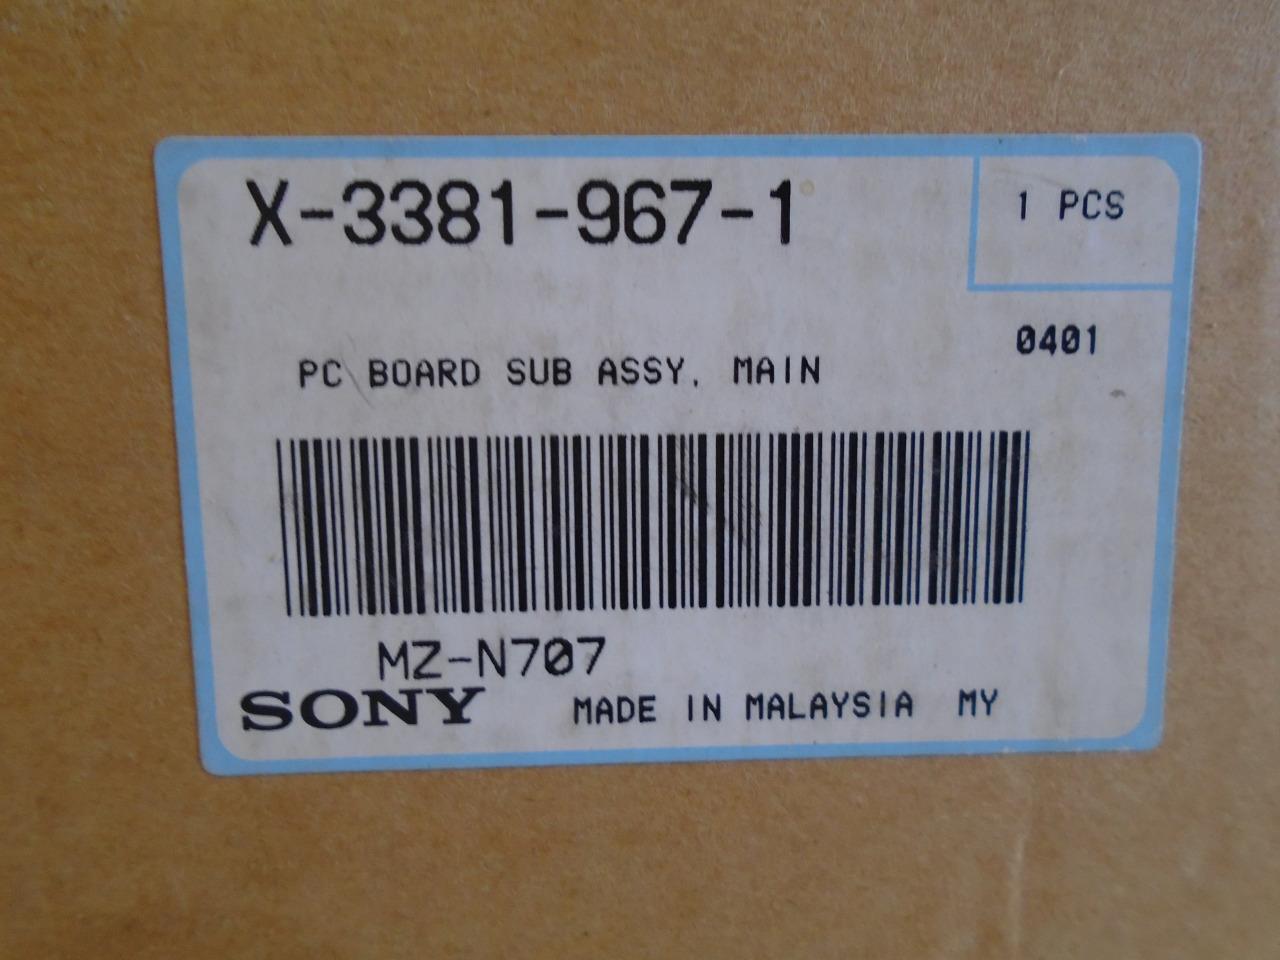 X-3381-967-1
1 PCS
0401
PC BOARD SUB ASSY, MAIN
MZ-N707
SONY MADE IN MALAYSIA MY